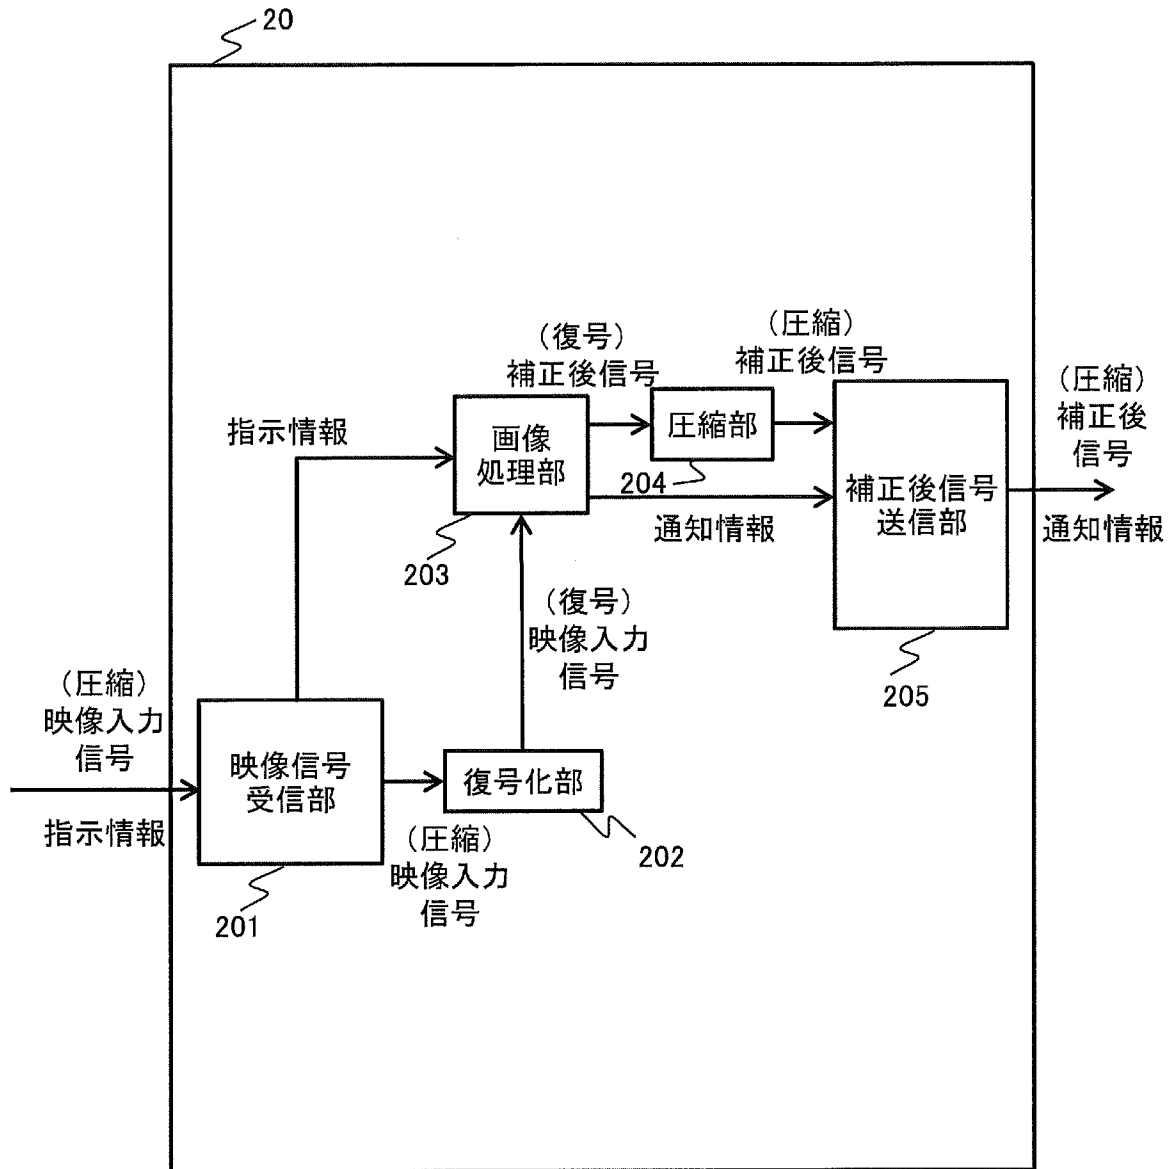 20
(復号)
補正後信号
(圧縮)
補正後信号
(圧縮)
補正後
信号
指示情報
画像
処理部
圧縮部
204
203
通知情報
補正後信号
送信部
通知情報
205
(復号)
映像入力
信号
(圧縮)
映像入力
信号
指示情報
映像信号
受信部
201
復号化部
202
(圧縮)
映像入力
信号